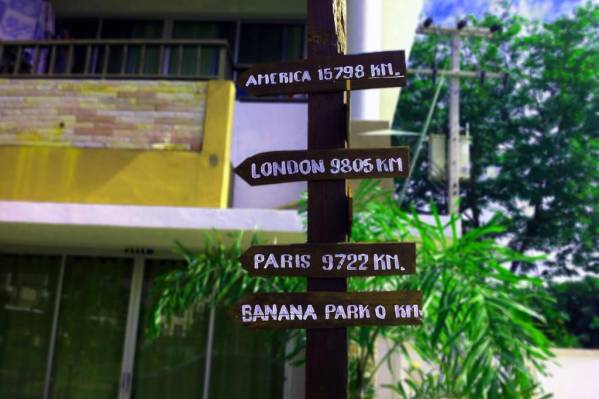 AMERICA 15798 KM.
LONDON 9805 KM
PARIS 9722 KM.
BANANA PARK 0 KM.